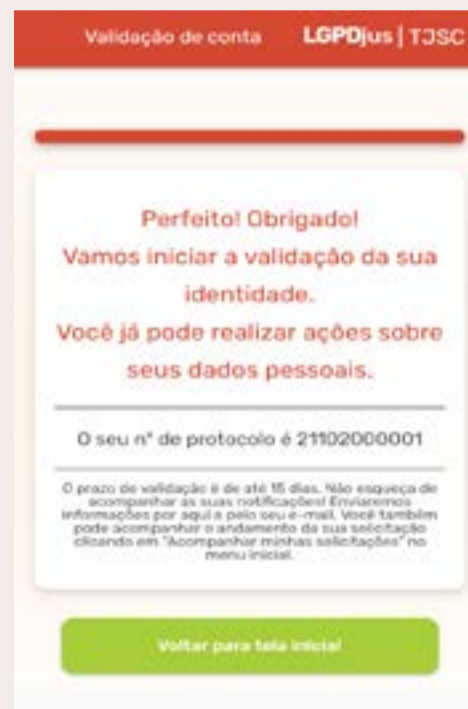 Validação de conta LGPDjus | TJSC
Perfeito! Obrigado!
Vamos iniciar a validação da sua
identidade.
Você já pode realizar ações sobre
seus dados pessoais.
O seu nº de protocolo é 21102000001
O prazo de validação é de até 15 dias. Não esqueça de
acompanhar as suas notificações! Enviaremos
informações por aqui e pelo seu e-mail. Você também
pode acompanhar o andamento da sua solicitação
clicando em "Acompanhar minhas solicitações" no
menu inicial.
Voltar para tela inicial